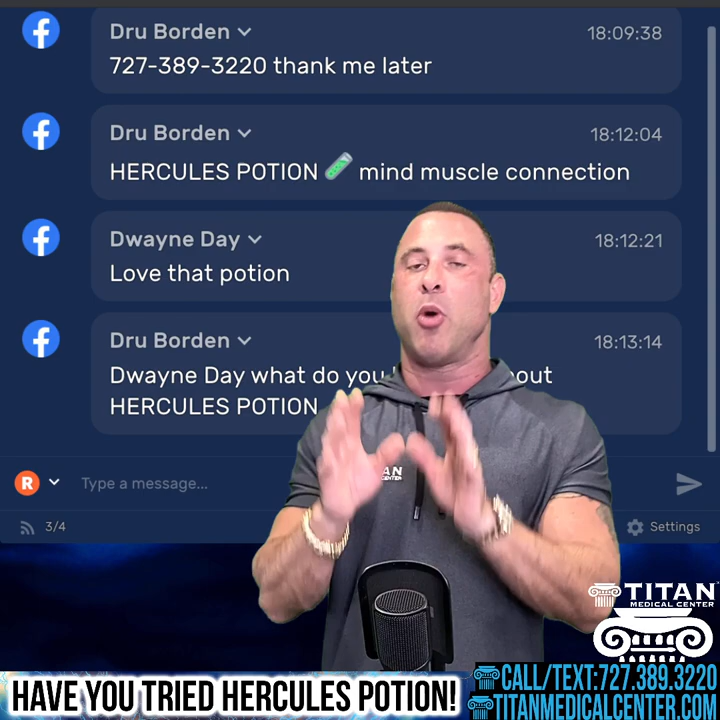 Dru Borden
18:09:38
727-389-3220 thank me later
Dru Borden
18:12:04
HERCULES POTION 🧪 mind muscle connection
Dwayne Day
18:12:21
Love that potion
Dru Borden
18:13:14
Dwayne Day what do you out
HERCULES POTION
R
Type a message...
3/4
Settings
AN
TITAN
MEDICAL CENTER
HAVE YOU TRIED HERCULES POTION!
CALL/TEXT:727.389.3220
TITANMEDICALCENTER.COM